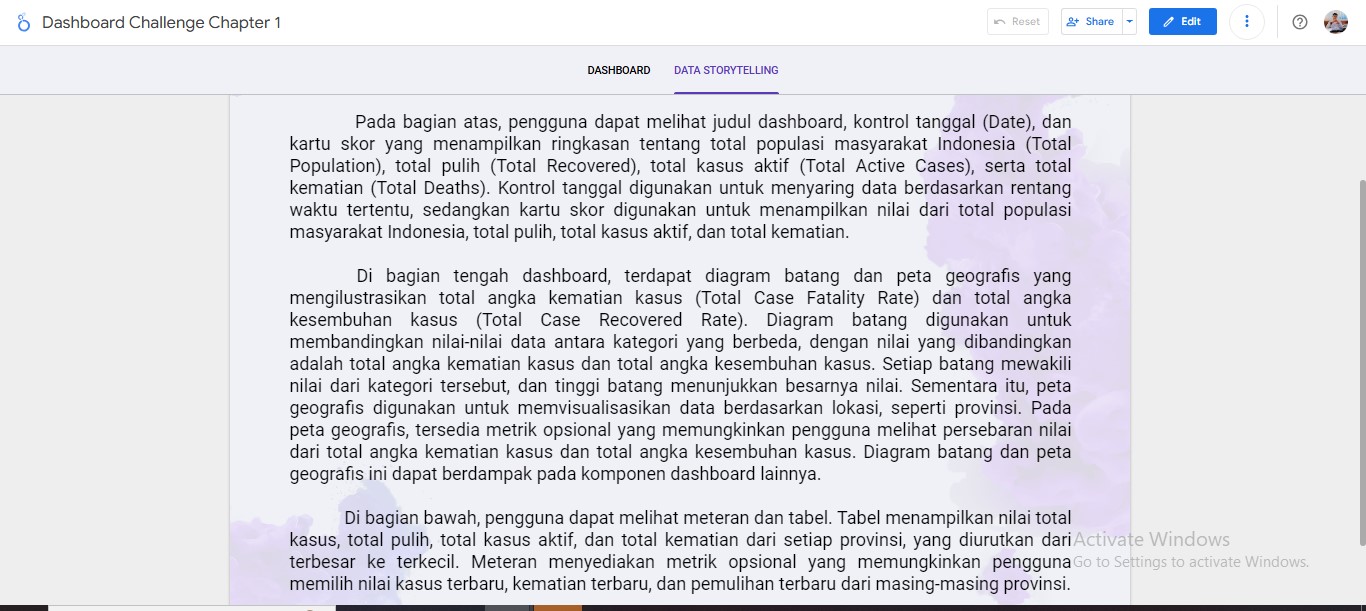 Dashboard Challenge Chapter 1
Reset
Share
Edit
DASHBOARD
DATA STORYTELLING
Pada bagian atas, pengguna dapat melihat judul dashboard, kontrol tanggal (Date), dan
kartu skor yang menampilkan ringkasan tentang total populasi masyarakat Indonesia (Total
Population), total pulih (Total Recovered), total kasus aktif (Total Active Cases), serta total
kematian (Total Deaths). Kontrol tanggal digunakan untuk menyaring data berdasarkan rentang
waktu tertentu, sedangkan kartu skor digunakan untuk menampilkan nilai dari total populasi
masyarakat Indonesia, total pulih, total kasus aktif, dan total kematian.
Di bagian tengah dashboard, terdapat diagram batang dan peta geografis yang
mengilustrasikan total angka kematian kasus (Total Case Fatality Rate) dan total angka
kesembuhan kasus (Total Case Recovered Rate). Diagram batang digunakan untuk
membandingkan nilai-nilai data antara kategori yang berbeda, dengan nilai yang dibandingkan
adalah total angka kematian kasus dan total angka kesembuhan kasus. Setiap batang mewakili
nilai dari kategori tersebut, dan tinggi batang menunjukkan besarnya nilai. Sementara itu, peta
geografis digunakan untuk memvisualisasikan data berdasarkan lokasi, seperti provinsi. Pada
peta geografis, tersedia metrik opsional yang memungkinkan pengguna melihat persebaran nilai
dari total angka kematian kasus dan total angka kesembuhan kasus. Diagram batang dan peta
geografis ini dapat berdampak pada komponen dashboard lainnya.
Di bagian bawah, pengguna dapat melihat meteran dan tabel. Tabel menampilkan nilai total
kasus, total pulih, total kasus aktif, dan total kematian dari setiap provinsi, yang diurutkan dari
terbesar ke terkecil. Meteran menyediakan metrik opsional yang memungkinkan pengguna
memilih nilai kasus terbaru, kematian terbaru, dan pemulihan terbaru dari masing-masing provinsi.
Activate Windows
Go to Settings to activate Windows.